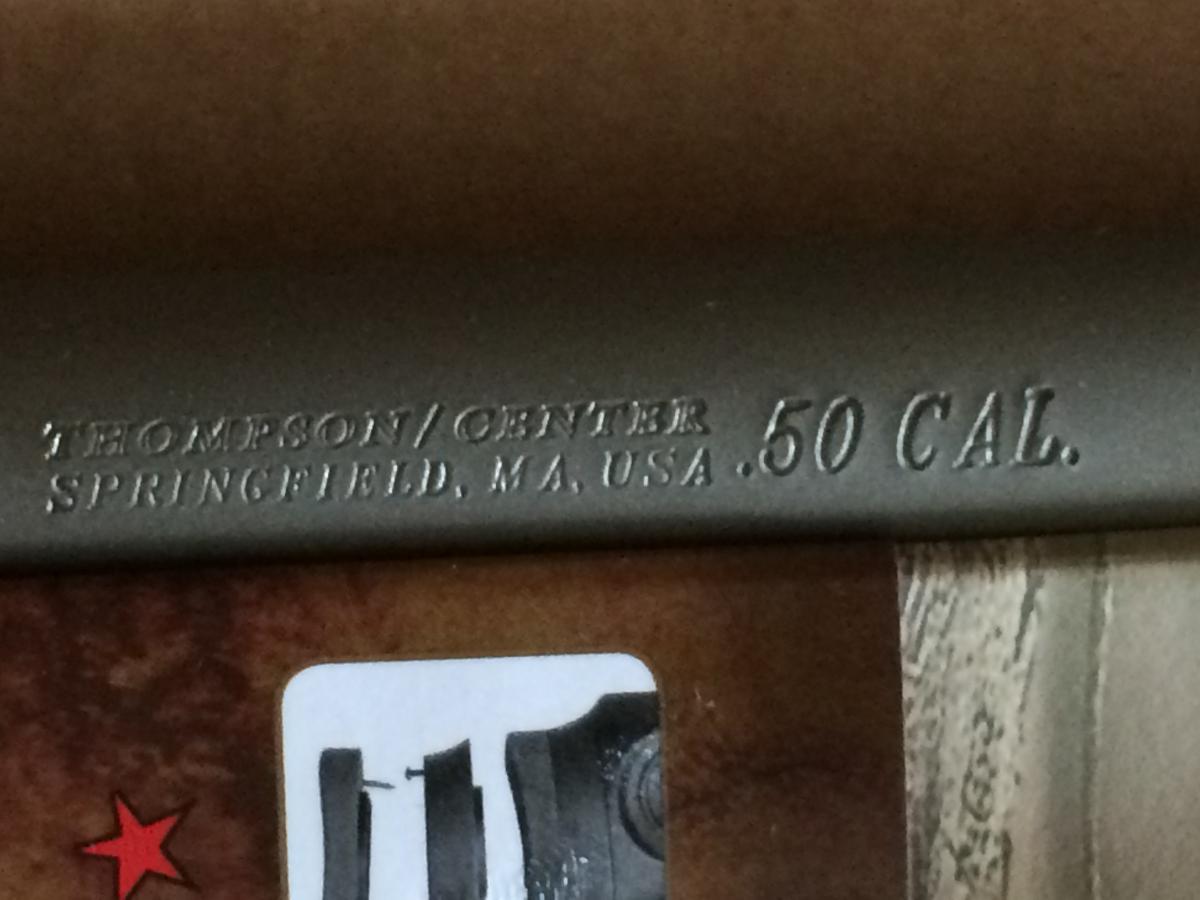 THOMPSON/CENTER
SPRINGFIELD, MA, USA .50 CAL.